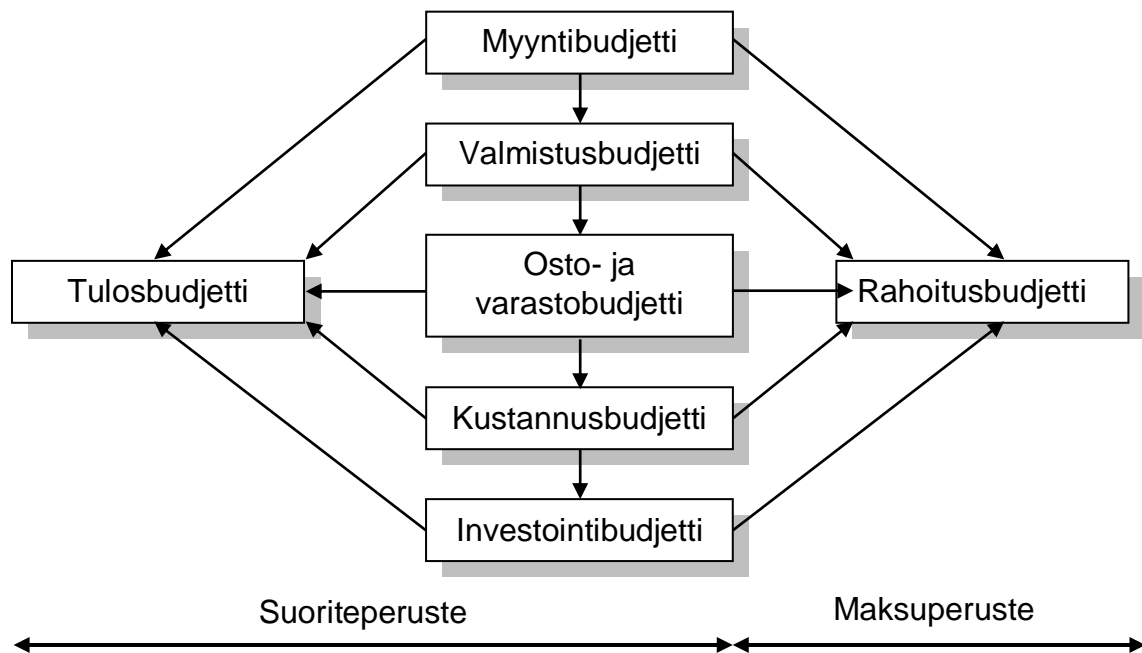 Myyntibudjetti
Valmistusbudjetti
Osto- ja
varastobudjetti
Tulosbudjetti
Rahoitusbudjetti
Kustannusbudjetti
Investointibudjetti
Suoriteperuste
Maksuperuste